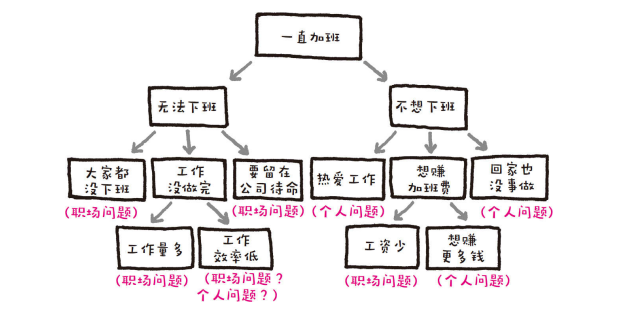 一直加班
无法下班
不想下班
大家都
没下班
工作
没做完
要留在
公司待命
热爱工作
想赚
加班费
回家也
没事做
(职场问题)
(职场问题)
(个人问题)
(个人问题)
工作量多
工作
效率低
工资少
想赚
更多钱
(职场问题)
(职场问题?
个人问题?)
(职场问题)
(个人问题)